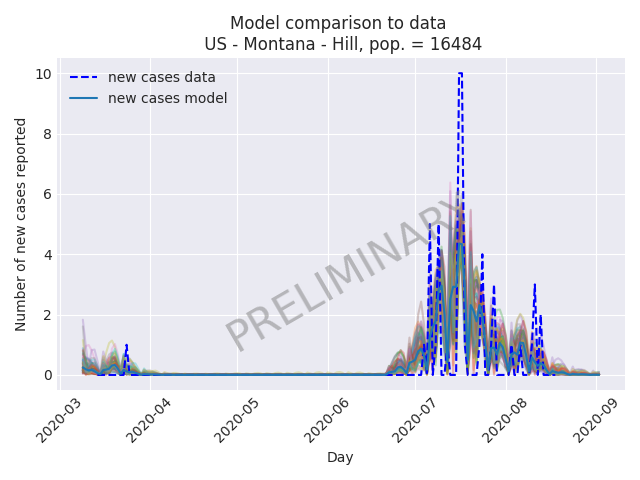 Model comparison to data
US - Montana - Hill, pop. = 16484
new cases data
new cases model
Number of new cases reported
10
8
6
4
2
0
PRELIMINARY
2020-03
2020-04
2020-05
2020-06
2020-07
2020-08
2020-09
Day